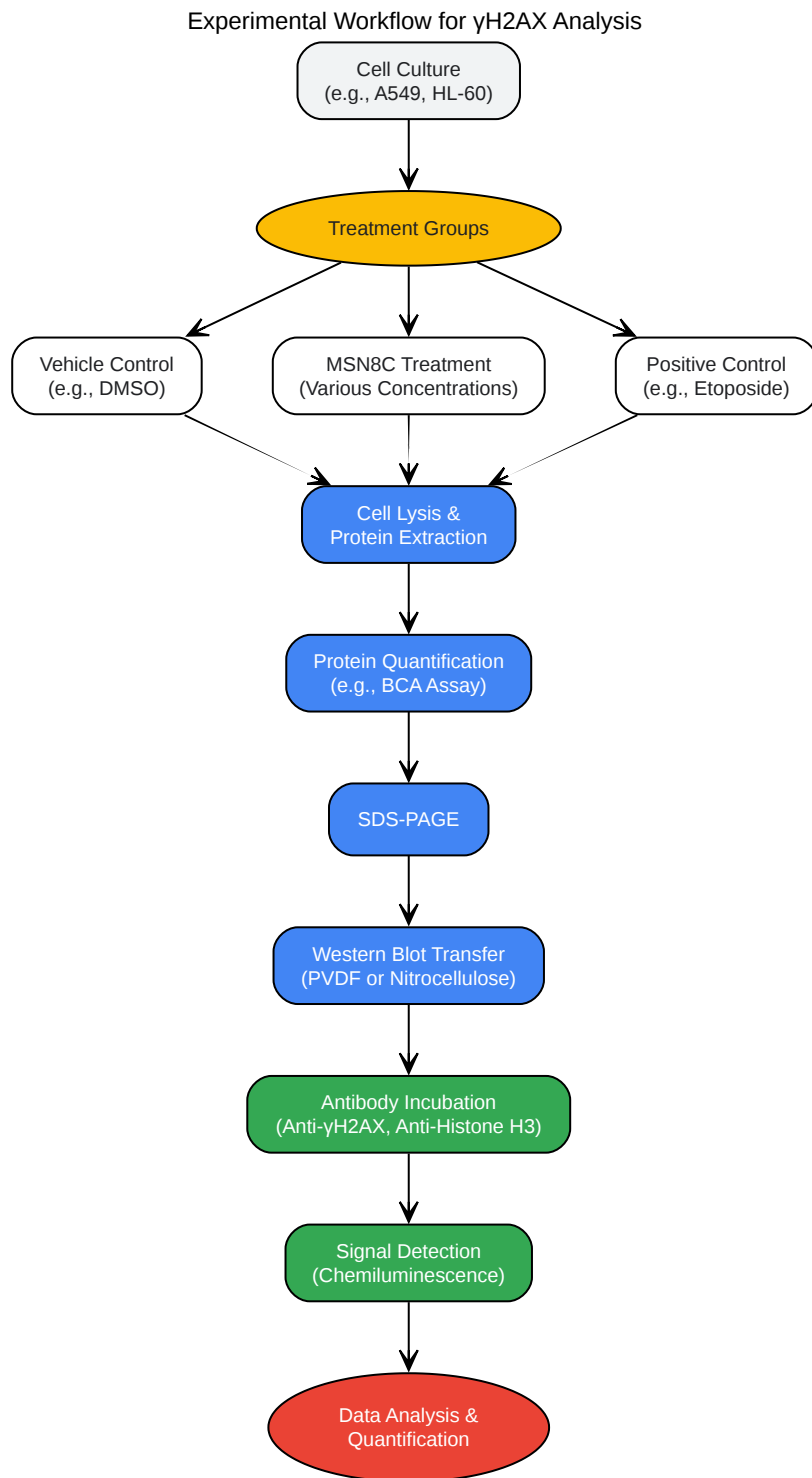 Experimental Workflow for γH2AX Analysis
Cell Culture
(e.g., A549, HL-60)
Treatment Groups
Vehicle Control
(e.g., DMSO)
MSN8C Treatment
(Various Concentrations)
Positive Control
(e.g., Etoposide)
Cell Lysis &
Protein Extraction
Protein Quantification
(e.g., BCA Assay)
SDS-PAGE
Western Blot Transfer
(PVDF or Nitrocellulose)
Antibody Incubation
(Anti-γH2AX, Anti-Histone H3)
Signal Detection
(Chemiluminescence)
Data Analysis &
Quantification